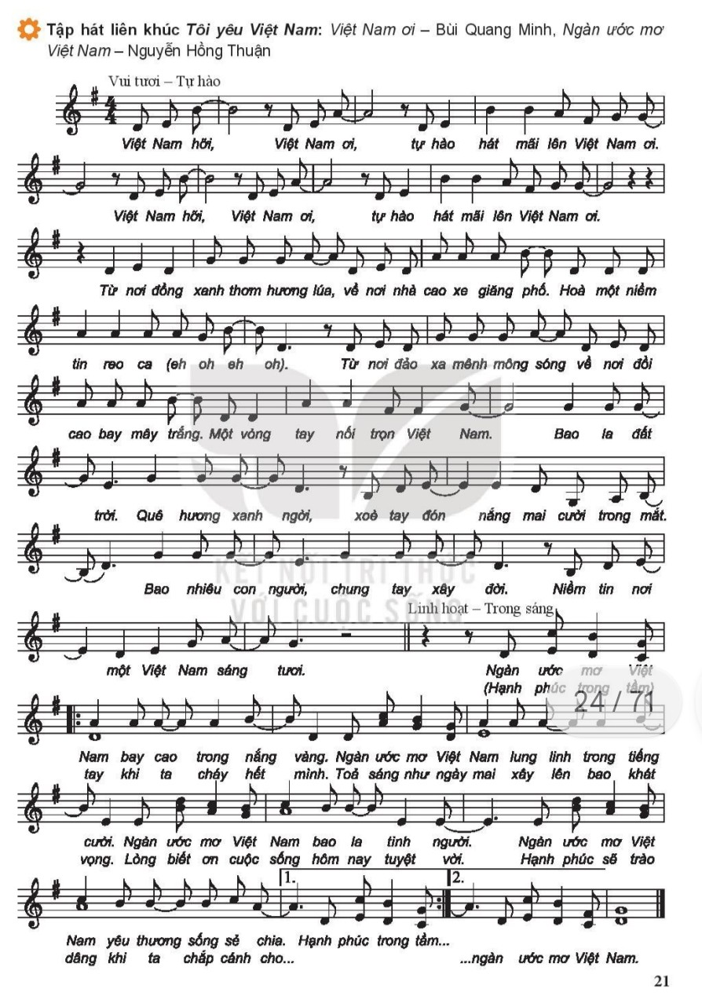 Tập hát liên khúc Tôi yêu Việt Nam: Việt Nam ơi – Bùi Quang Minh, Ngàn ước mơ
Việt Nam – Nguyễn Hồng Thuận
Vui tươi – Tự hào
Việt Nam hỡi, Việt Nam ơi, tự hào hát mãi lên Việt Nam ơi.
Việt Nam hỡi, Việt Nam ơi, tự hào hát mãi lên Việt Nam ơi.
Từ nơi đồng xanh thơm hương lúa, về nơi nhà cao xe giăng phố. Hoà một niềm
tin reo ca (eh oh eh oh). Từ nơi đảo xa mênh mông sóng về nơi đồi
cao bay mây trắng. Một vòng tay nối trọn Việt Nam. Bao la đất
trời. Quê hương xanh ngời, xoè tay đón nắng mai cười trong mắt.
Bao nhiêu con người, chung tay xây đời. Niềm tin nơi
KẾT NỐI TRI THỨC
VỚI CUỘC SỐNG
Linh hoạt – Trong sáng
một Việt Nam sáng tươi. Ngàn ước mơ Việt
(Hạnh phúc trong tầm)
24 / 71
Nam bay cao trong nắng vàng. Ngàn ước mơ Việt Nam lung linh trong tiếng
tay khi ta cháy hết mình. Toả sáng như ngày mai xây lên bao khát
cười. Ngàn ước mơ Việt Nam bao la tình người. Ngàn ước mơ Việt
vọng. Lòng biết ơn cuộc sống hôm nay tuyệt vời. Hạnh phúc sẽ trào
1. 2.
Nam yêu thương sống sẻ chia. Hạnh phúc trong tầm...
dâng khi ta chắp cánh cho... ...ngàn ước mơ Việt Nam.
21